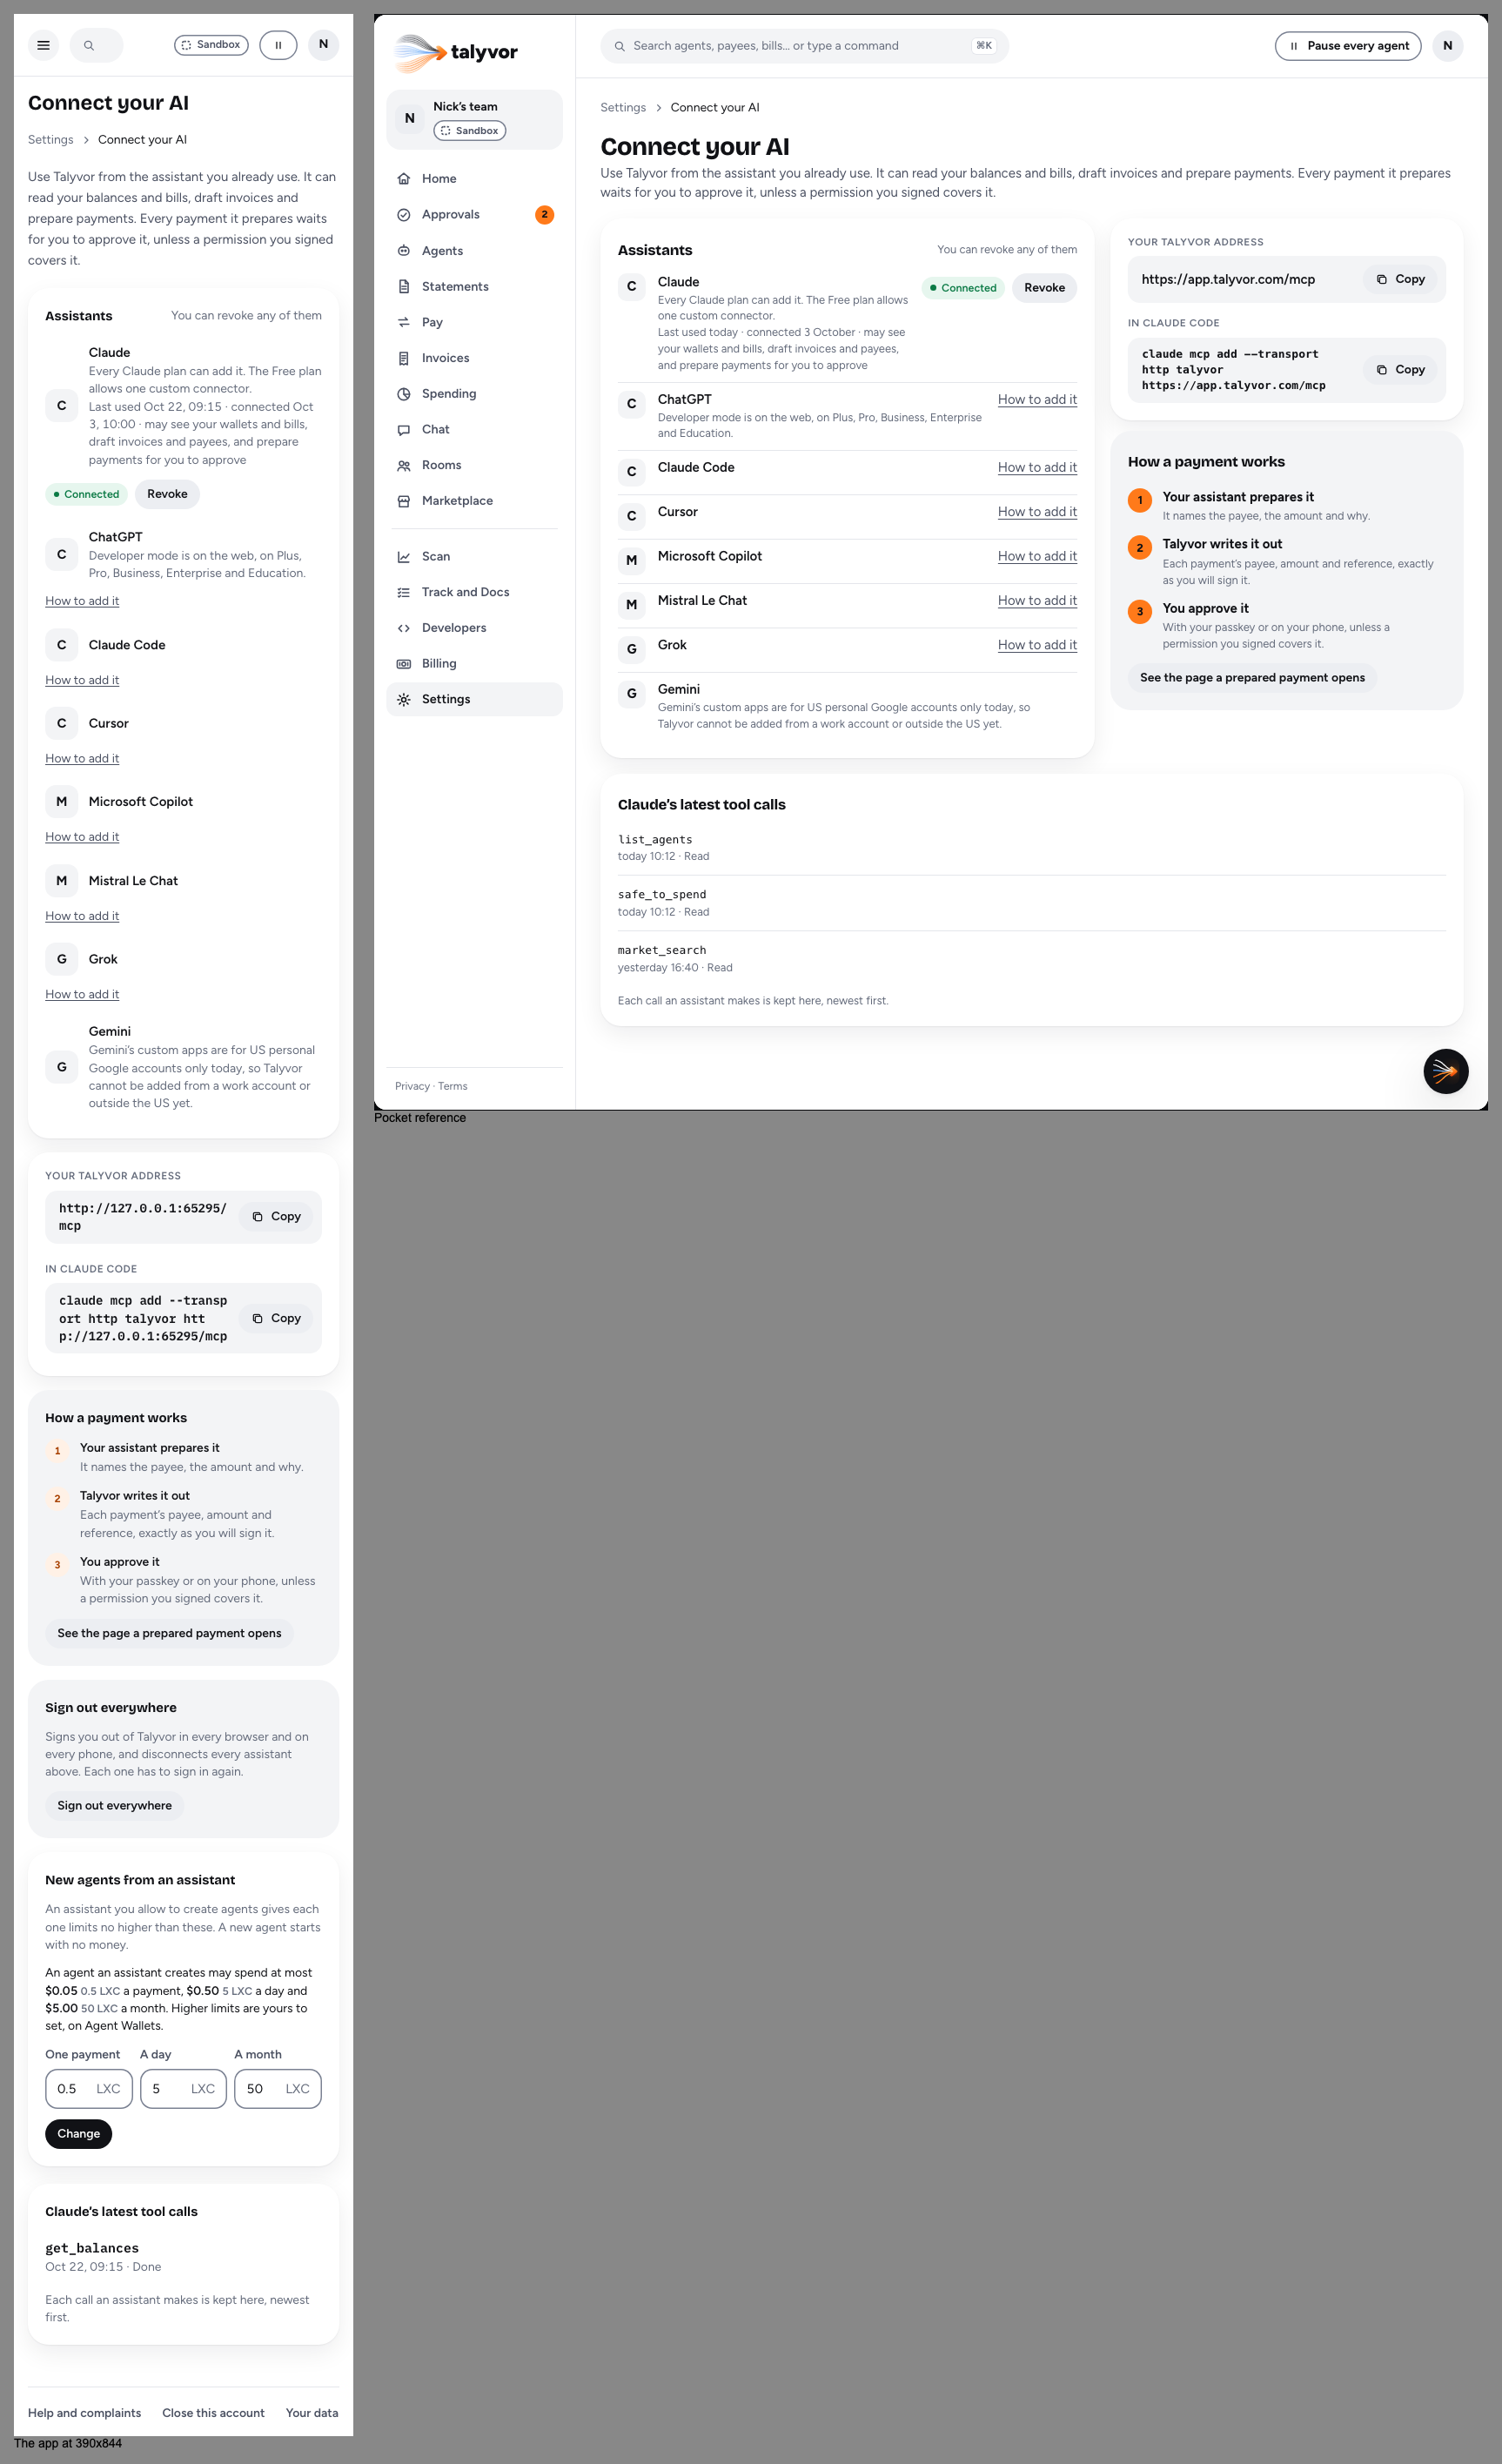 Sandbox
N
Connect your AI
Settings > Connect your AI
Use Talyvor from the assistant you already use. It can
read your balances and bills, draft invoices and
prepare payments. Every payment it prepares waits
for you to approve it, unless a permission you signed
covers it.
Assistants
You can revoke any of them
C
Claude
Every Claude plan can add it. The Free plan
allows one custom connector.
Last used Oct 22, 09:15 · connected Oct
3, 10:00 · may see your wallets and bills,
draft invoices and payees, and prepare
payments for you to approve
Connected
Revoke
C
ChatGPT
Developer mode is on the web, on Plus,
Pro, Business, Enterprise and Education.
How to add it
C
Claude Code
How to add it
C
Cursor
How to add it
M
Microsoft Copilot
How to add it
M
Mistral Le Chat
How to add it
G
Grok
How to add it
G
Gemini
Gemini's custom apps are for US personal
Google accounts only today, so Talyvor
cannot be added from a work account or
outside the US yet.
YOUR TALYVOR ADDRESS
http://127.0.0.1:65295/
mcp
Copy
IN CLAUDE CODE
claude mcp add --transp
ort http talyvor htt
p://127.0.0.1:65295/mcp
Copy
How a payment works
1
Your assistant prepares it
It names the payee, the amount and why.
2
Talyvor writes it out
Each payment's payee, amount and
reference, exactly as you will sign it.
3
You approve it
With your passkey or on your phone, unless
a permission you signed covers it.
See the page a prepared payment opens
Sign out everywhere
Signs you out of Talyvor in every browser and on
every phone, and disconnects every assistant
above. Each one has to sign in again.
Sign out everywhere
New agents from an assistant
An assistant you allow to create agents gives each
one limits no higher than these. A new agent starts
with no money.
An agent an assistant creates may spend at most
$0.05 0.5 LXC a payment, $0.50 5 LXC a day and
$5.00 50 LXC a month. Higher limits are yours to
set, on Agent Wallets.
One payment
A day
A month
0.5 LXC
5 LXC
50 LXC
Change
Claude's latest tool calls
get_balances
Oct 22, 09:15 · Done
Each call an assistant makes is kept here, newest
first.
Help and complaints
Close this account
Your data
The app at 390x844
talyvor
N
Nick's team
Sandbox
Home
Approvals
2
Agents
Statements
Pay
Invoices
Spending
Chat
Rooms
Marketplace
Scan
Track and Docs
Developers
Billing
Settings
Privacy · Terms
Search agents, payees, bills... or type a command
⌘K
Pause every agent
N
Settings > Connect your AI
Connect your AI
Use Talyvor from the assistant you already use. It can read your balances and bills, draft invoices and prepare payments. Every payment it prepares
waits for you to approve it, unless a permission you signed covers it.
Assistants
You can revoke any of them
C
Claude
Every Claude plan can add it. The Free plan allows
one custom connector.
Last used today · connected 3 October · may see
your wallets and bills, draft invoices and payees,
and prepare payments for you to approve
Connected
Revoke
C
ChatGPT
Developer mode is on the web, on Plus, Pro, Business, Enterprise
and Education.
How to add it
C
Claude Code
How to add it
C
Cursor
How to add it
M
Microsoft Copilot
How to add it
M
Mistral Le Chat
How to add it
G
Grok
How to add it
G
Gemini
Gemini's custom apps are for US personal Google accounts only today, so
Talyvor cannot be added from a work account or outside the US yet.
YOUR TALYVOR ADDRESS
https://app.talyvor.com/mcp
Copy
IN CLAUDE CODE
claude mcp add --transport
http talyvor
https://app.talyvor.com/mcp
Copy
How a payment works
1
Your assistant prepares it
It names the payee, the amount and why.
2
Talyvor writes it out
Each payment's payee, amount and reference, exactly
as you will sign it.
3
You approve it
With your passkey or on your phone, unless a
permission you signed covers it.
See the page a prepared payment opens
Claude's latest tool calls
list_agents
today 10:12 · Read
safe_to_spend
today 10:12 · Read
market_search
yesterday 16:40 · Read
Each call an assistant makes is kept here, newest first.
Pocket reference